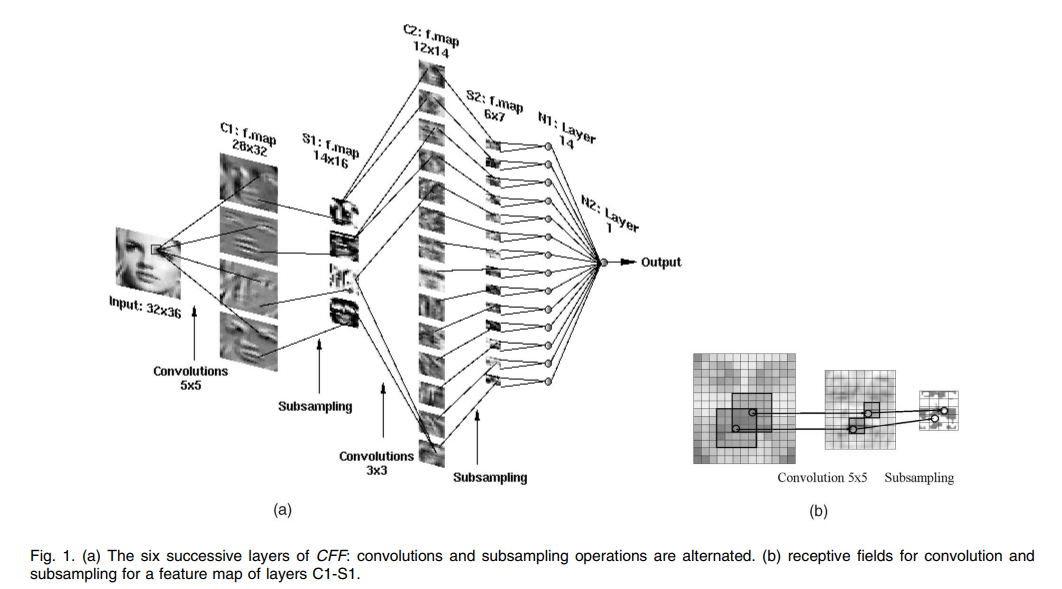 C2: f.map
12x14
S2: f.map
6x7
N1: Layer
14
C1: f.map
28x32
S1: f.map
14x16
N2: Layer
1
Output
Input: 32x36
Convolutions
5x5
Subsampling
Convolutions
3x3
Subsampling
(a)
Convolution 5x5 Subsampling
(b)
Fig. 1. (a) The six successive layers of CFF: convolutions and subsampling operations are alternated. (b) receptive fields for convolution and
subsampling for a feature map of layers C1-S1.